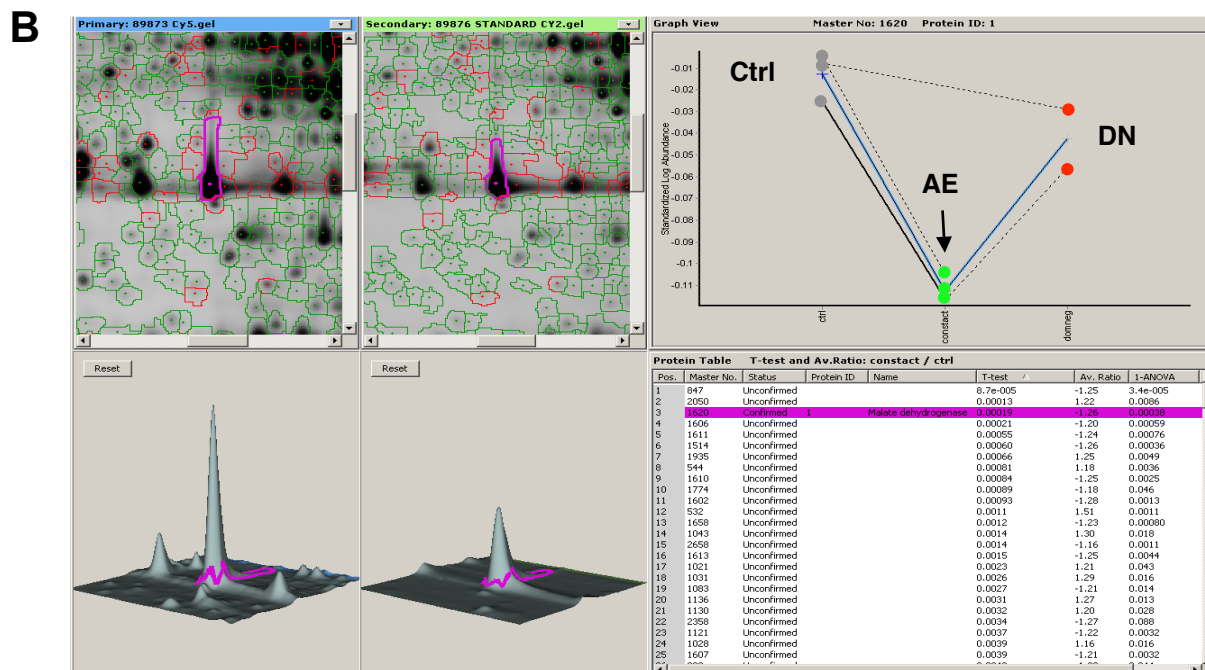 B
Primary: 89873 Cy5.gel
Secondary: 89876 STANDARD CY2.gel
Graph View Master No: 1620 Protein ID: 1
Ctrl
AE
DN
Standardized Log Abundance
-0.01
-0.03
-0.04
-0.05
-0.06
-0.07
-0.08
-0.09
-0.1
-0.11
ctrl
constact
domneg
Reset
Reset
Protein Table T-test and Av.Ratio: constact / ctrl
Pos. Master No. Status Protein ID Name T-test Av. Ratio 1-ANOVA
1 847 Unconfirmed 8.7e-005 -1.25 3.4e-005
2 2050 Unconfirmed 0.00013 1.22 0.0086
3 1620 Confirmed 1 Malate dehydrogenase 0.00019 -1.26 0.00038
4 1606 Unconfirmed 0.00021 -1.20 0.00059
5 1611 Unconfirmed 0.00055 -1.24 0.00076
6 1514 Unconfirmed 0.00060 -1.26 0.00036
7 1935 Unconfirmed 0.00066 1.25 0.0049
8 544 Unconfirmed 0.00081 1.18 0.0036
9 1610 Unconfirmed 0.00084 -1.25 0.0025
10 1774 Unconfirmed 0.00089 -1.18 0.046
11 1602 Unconfirmed 0.00093 -1.28 0.0013
12 532 Unconfirmed 0.0011 1.51 0.0011
13 1658 Unconfirmed 0.0012 -1.23 0.00080
14 1043 Unconfirmed 0.0014 1.30 0.018
15 2658 Unconfirmed 0.0014 -1.16 0.0011
16 1613 Unconfirmed 0.0015 -1.25 0.0044
17 1021 Unconfirmed 0.0023 1.21 0.043
18 1031 Unconfirmed 0.0026 1.29 0.016
19 1083 Unconfirmed 0.0027 -1.21 0.014
20 1136 Unconfirmed 0.0031 1.27 0.013
21 1130 Unconfirmed 0.0032 1.20 0.028
22 2358 Unconfirmed 0.0034 -1.27 0.088
23 1121 Unconfirmed 0.0037 -1.22 0.0032
24 1028 Unconfirmed 0.0039 1.16 0.016
25 1607 Unconfirmed 0.0039 -1.21 0.0032